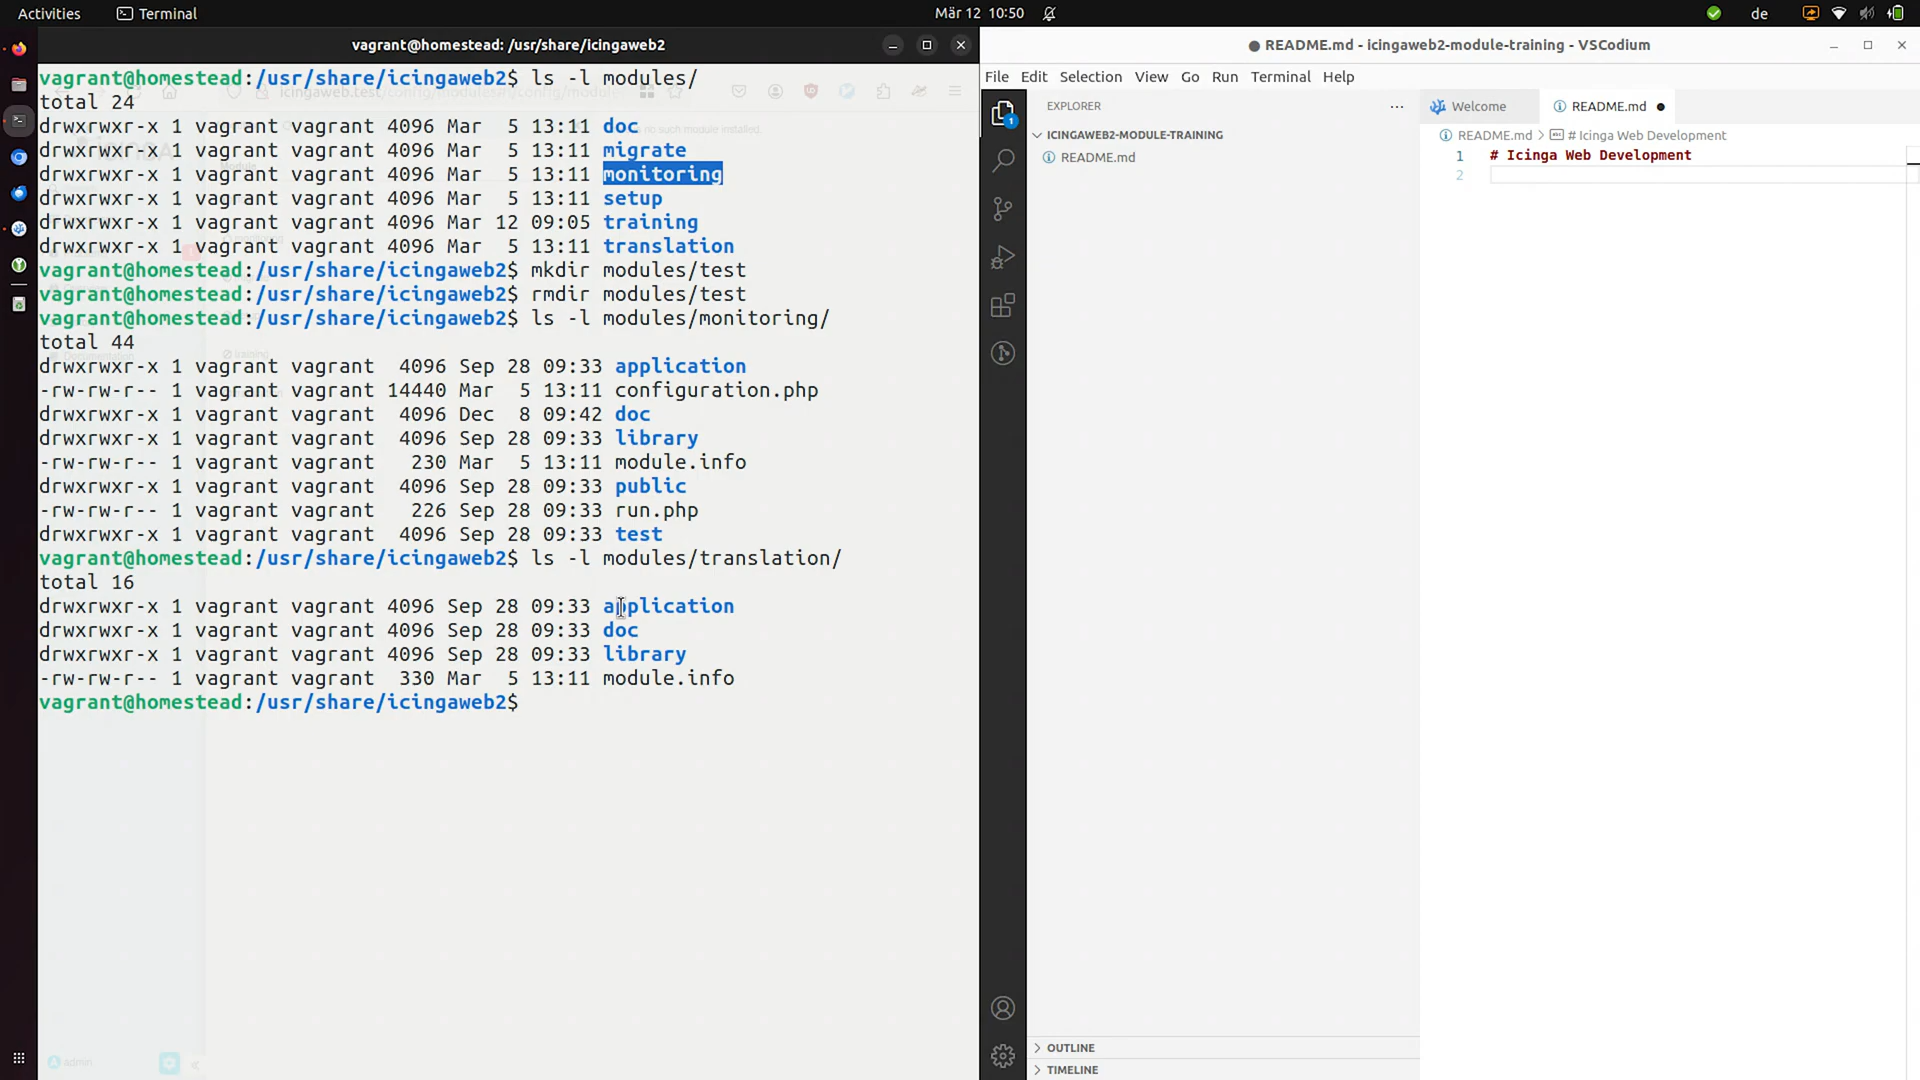 Activities Terminal Mär 12 10:50 de
vagrant@homestead: /usr/share/icingaweb2
vagrant@homestead:/usr/share/icingaweb2$ ls -l modules/
total 24
drwxrwxr-x 1 vagrant vagrant 4096 Mar  5 13:11 doc
drwxrwxr-x 1 vagrant vagrant 4096 Mar  5 13:11 migrate
drwxrwxr-x 1 vagrant vagrant 4096 Mar  5 13:11 monitoring
drwxrwxr-x 1 vagrant vagrant 4096 Mar  5 13:11 setup
drwxrwxr-x 1 vagrant vagrant 4096 Mar 12 09:05 training
drwxrwxr-x 1 vagrant vagrant 4096 Mar  5 13:11 translation
vagrant@homestead:/usr/share/icingaweb2$ mkdir modules/test
vagrant@homestead:/usr/share/icingaweb2$ rmdir modules/test
vagrant@homestead:/usr/share/icingaweb2$ ls -l modules/monitoring/
total 44
drwxrwxr-x 1 vagrant vagrant  4096 Sep 28 09:33 application
-rw-rw-r-- 1 vagrant vagrant 14440 Mar  5 13:11 configuration.php
drwxrwxr-x 1 vagrant vagrant  4096 Dec  8 09:42 doc
drwxrwxr-x 1 vagrant vagrant  4096 Sep 28 09:33 library
-rw-rw-r-- 1 vagrant vagrant   230 Mar  5 13:11 module.info
drwxrwxr-x 1 vagrant vagrant  4096 Sep 28 09:33 public
-rw-rw-r-- 1 vagrant vagrant   226 Sep 28 09:33 run.php
drwxrwxr-x 1 vagrant vagrant  4096 Sep 28 09:33 test
vagrant@homestead:/usr/share/icingaweb2$ ls -l modules/translation/
total 16
drwxrwxr-x 1 vagrant vagrant 4096 Sep 28 09:33 application
drwxrwxr-x 1 vagrant vagrant 4096 Sep 28 09:33 doc
drwxrwxr-x 1 vagrant vagrant 4096 Sep 28 09:33 library
-rw-rw-r-- 1 vagrant vagrant  330 Mar  5 13:11 module.info
vagrant@homestead:/usr/share/icingaweb2$
admin
● README.md - icingaweb2-module-training - VSCodium
File Edit Selection View Go Run Terminal Help
EXPLORER
ICINGAWEB2-MODULE-TRAINING
README.md
1
OUTLINE
TIMELINE
Welcome README.md
README.md > # Icinga Web Development
1 # Icinga Web Development
2